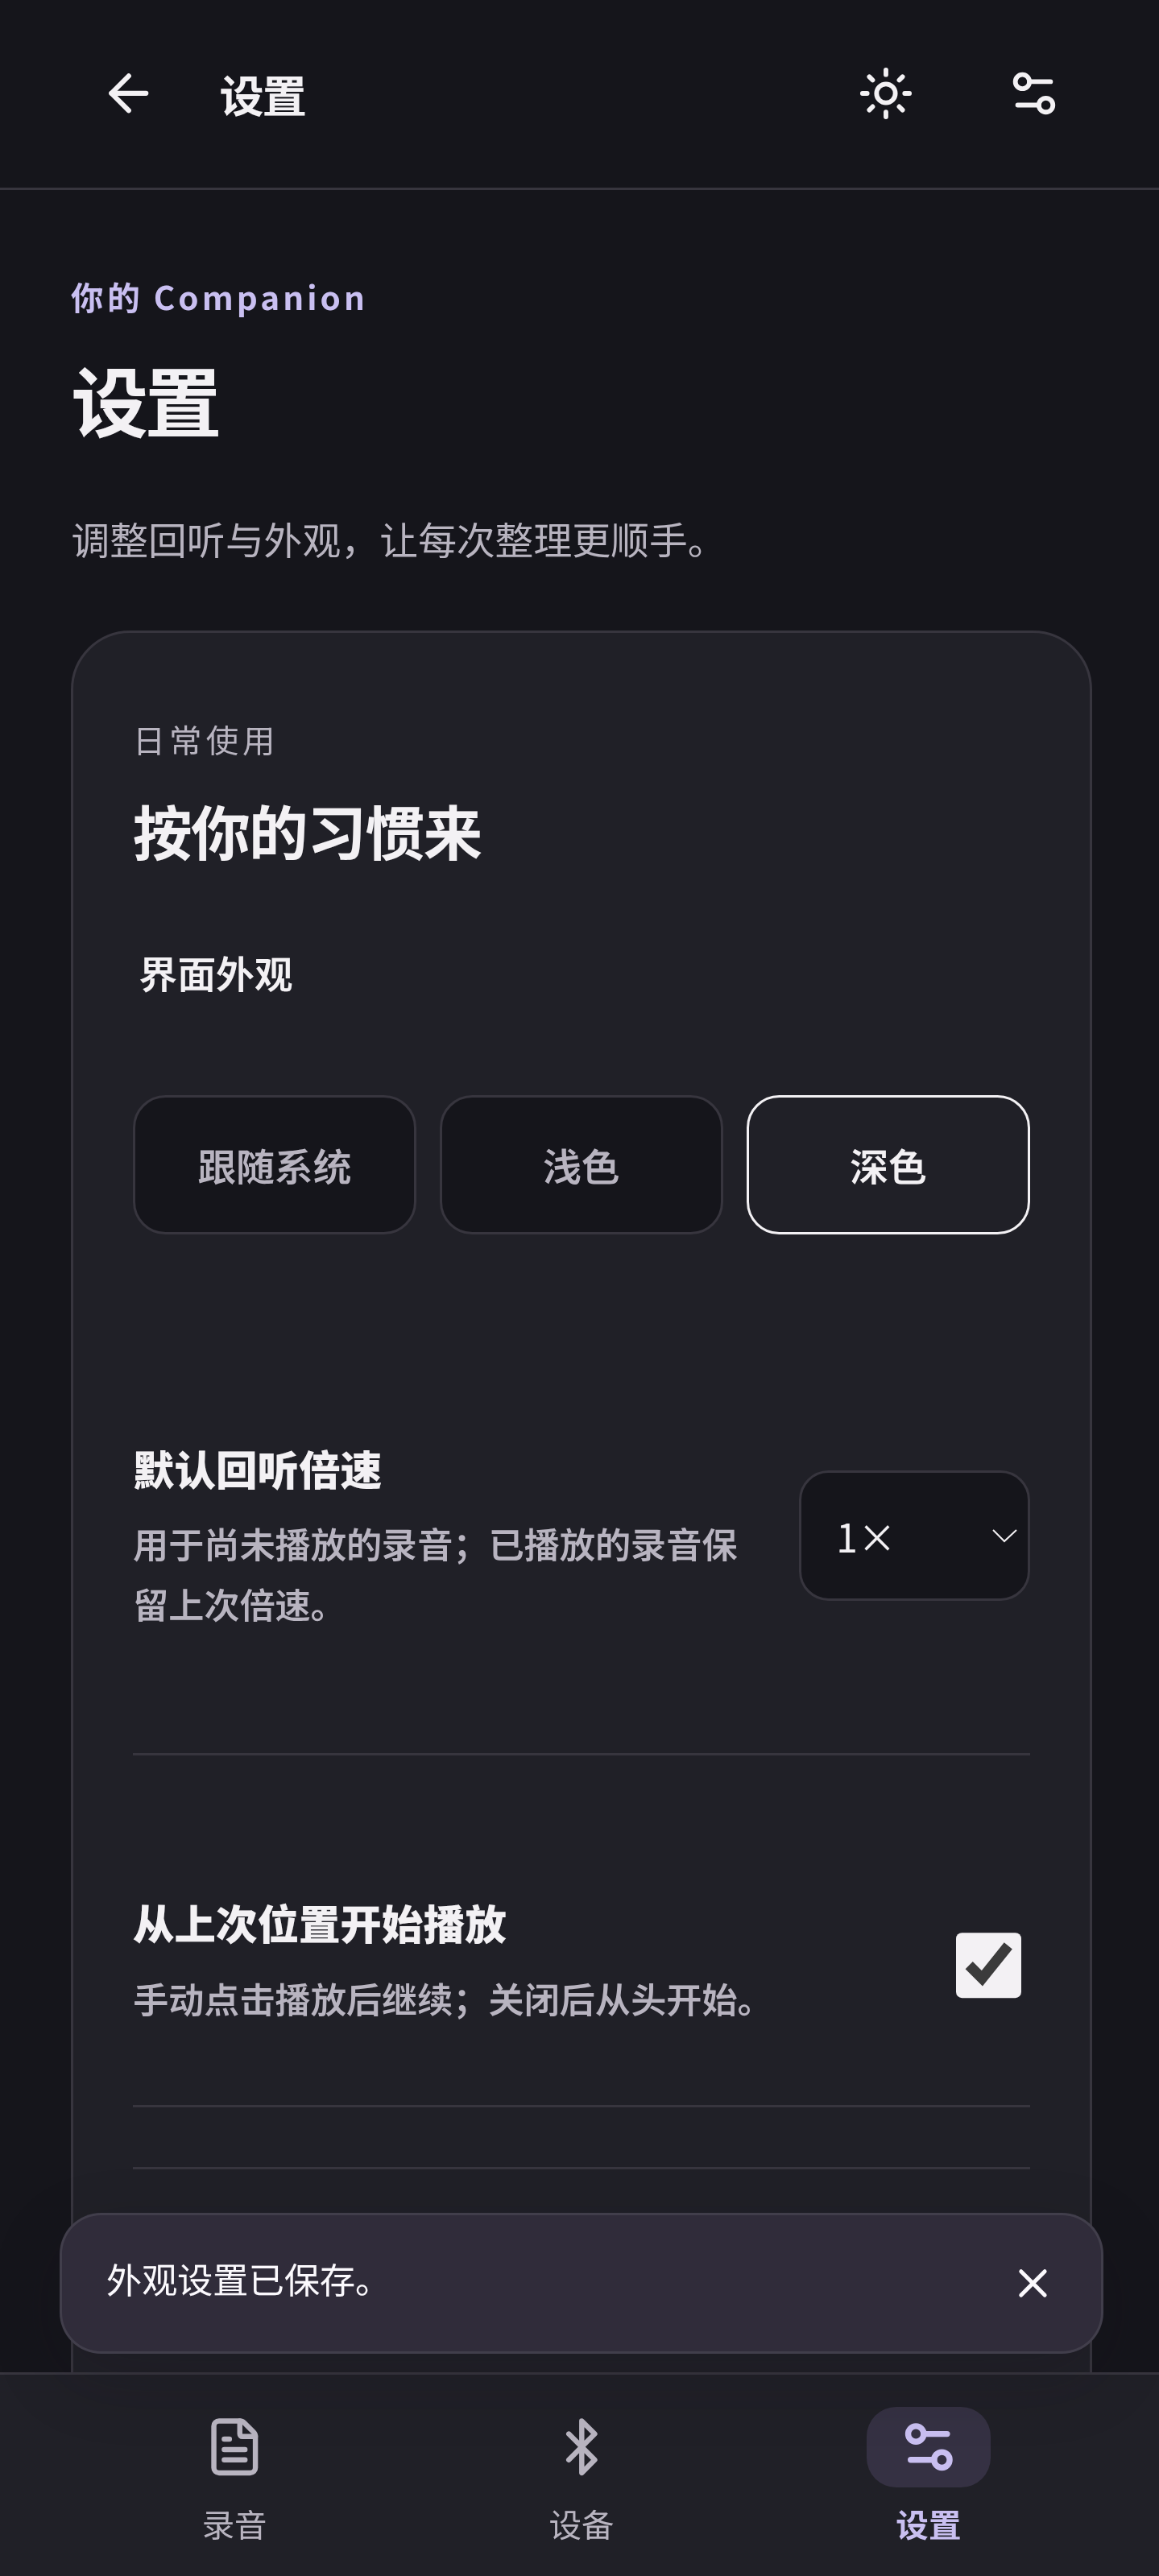 设置
你的 Companion
设置
调整回听与外观，让每次整理更顺手。
日常使用
按你的习惯来
界面外观
跟随系统
浅色
深色
默认回听倍速
用于尚未播放的录音；已播放的录音保
留上次倍速。
1×
从上次位置开始播放
手动点击播放后继续；关闭后从头开始。
外观设置已保存。
录音
设备
设置